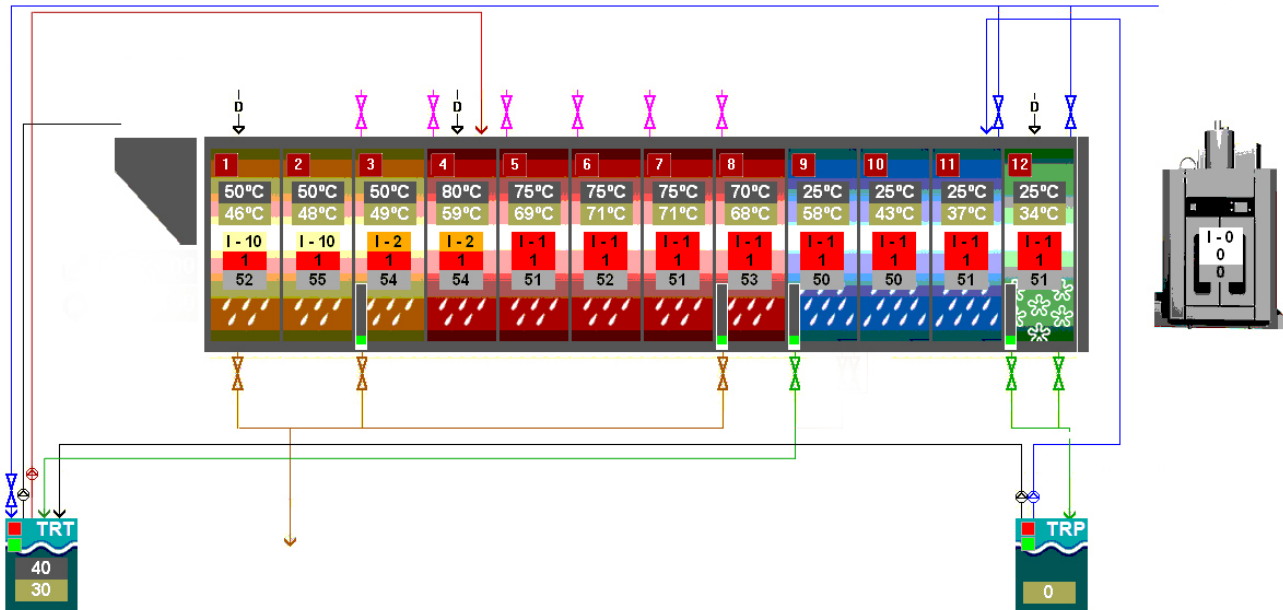 D D D
1 2 3 4 5 6 7 8 9 10 11 12
50ºC 50ºC 50ºC 80ºC 75ºC 75ºC 75ºC 70ºC 25ºC 25ºC 25ºC 25ºC
46ºC 48ºC 49ºC 59ºC 69ºC 71ºC 71ºC 68ºC 58ºC 43ºC 37ºC 34ºC
I - 10 I - 10 I - 2 I - 2 I - 1 I - 1 I - 1 I - 1 I - 1 I - 1 I - 1 I - 1 I - 0
1 1 1 1 1 1 1 1 1 1 1 1 0
52 55 54 54 51 52 51 53 50 50 51 51 0
TRT TRP
40
30 0